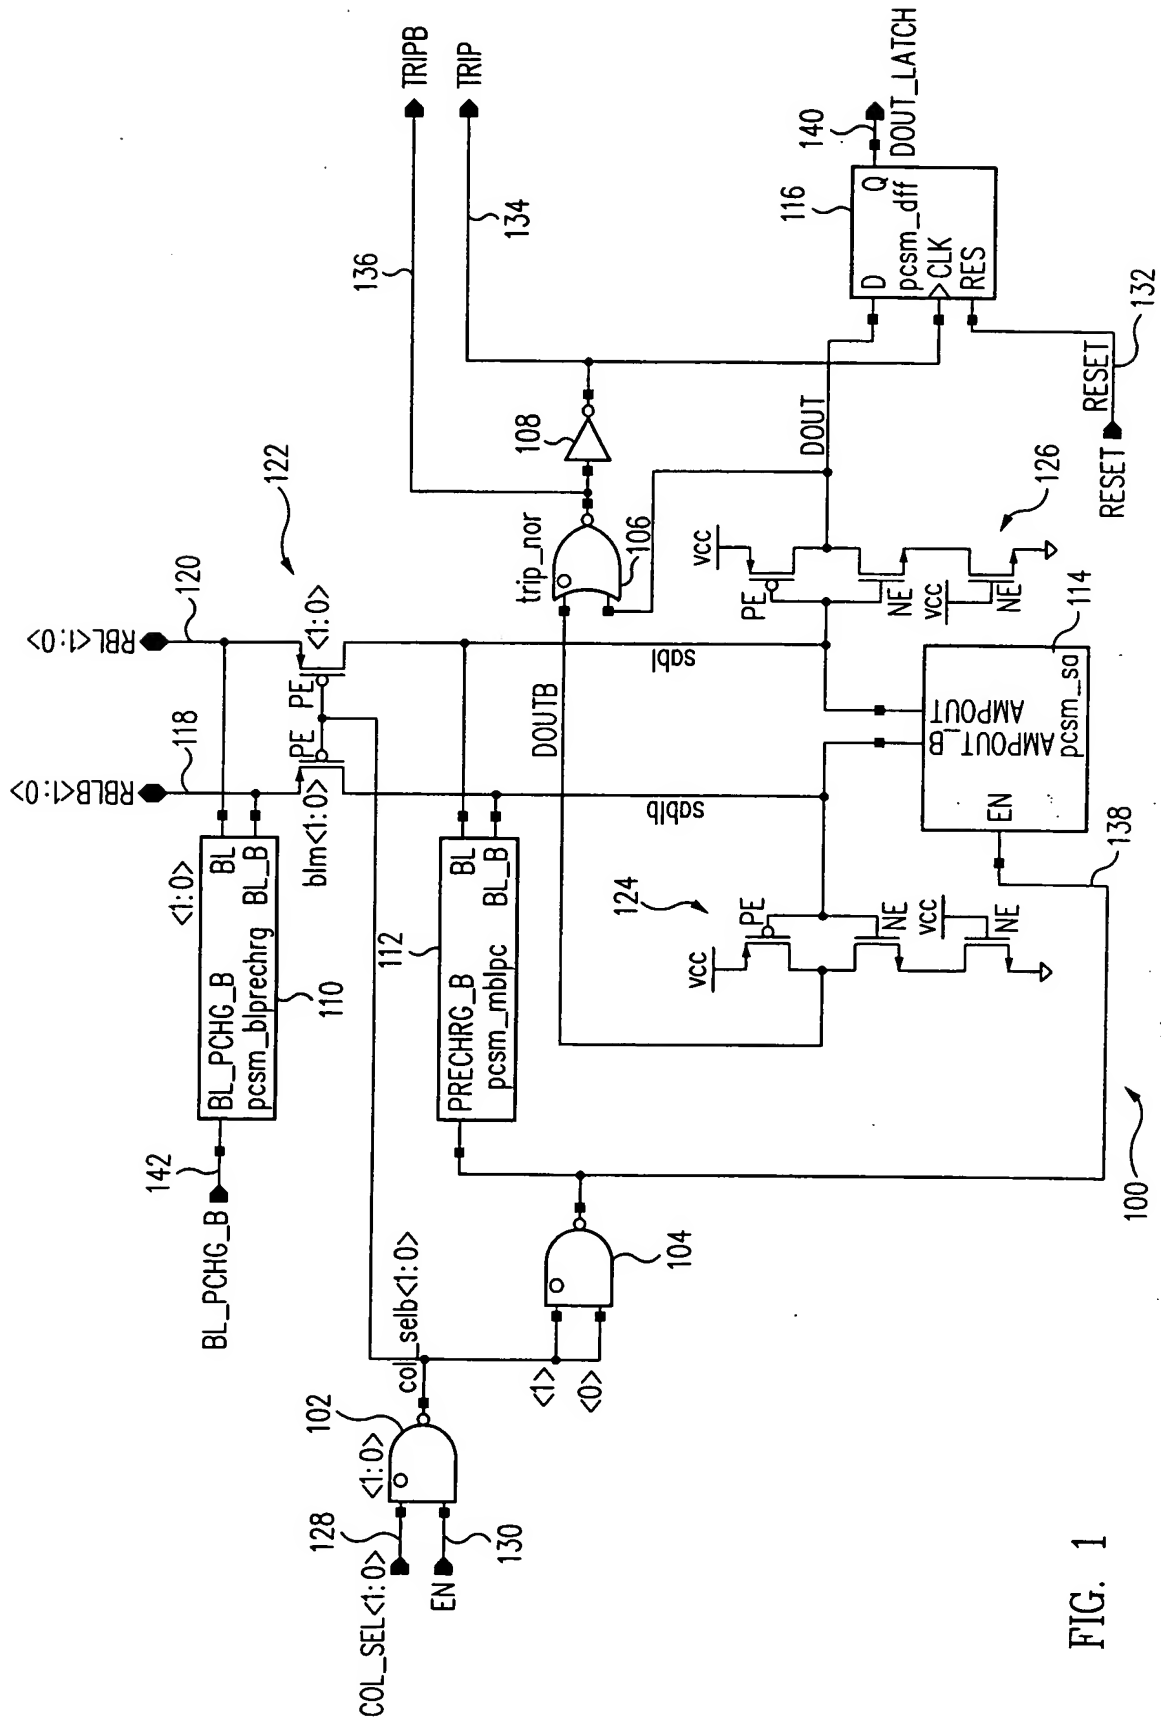 RBLB<1:0>
RBL<1:0>
118
120
122
BL_PCHG_B
142
<1:0>
BL_PCHG_B
BL
pcsm_blprechrg
BL_B
110
blm<1:0>
PE
PE
<1:0>
136
TRIPB
134
TRIP
COL_SEL<1:0>
128
EN
130
<1:0>
102
col_selb<1:0>
<1>
<0>
104
112
PRECHRG_B
BL
pcsm_mblpc
BL_B
DOUTB
sablb
sabl
trip_nor
106
108
124
vcc
PE
NE
vcc
NE
vcc
PE
NE
vcc
NE
126
DOUT
EN
AMPOUT_B
AMPOUT
pcsm_sa
114
138
116
D
Q
pcsm_dff
CLK
RES
140
DOUT_LATCH
RESET
RESET
132
100
FIG. 1